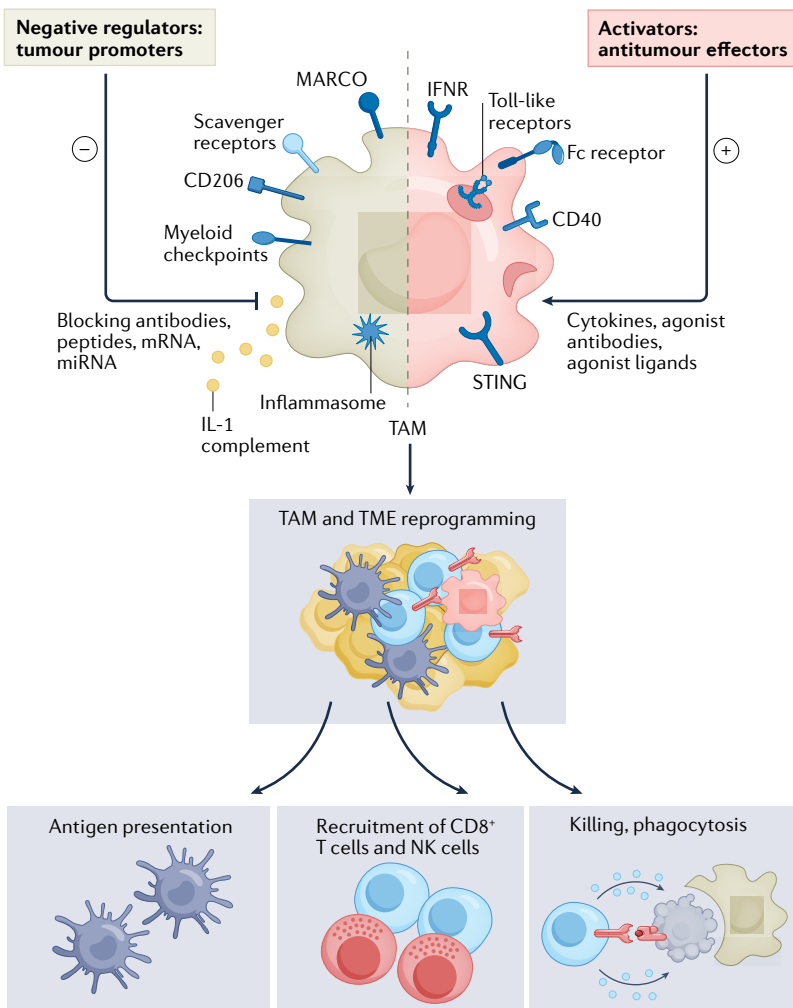 Negative regulators:
tumour promoters
Activators:
antitumour effectors
MARCO
IFNR
Toll-like
receptors
Scavenger
receptors
Fc receptor
CD206
CD40
Myeloid
checkpoints
−
+
Blocking antibodies,
peptides, mRNA,
miRNA
Cytokines, agonist
antibodies,
agonist ligands
STING
Inflammasome
IL-1
complement
TAM
TAM and TME reprogramming
Antigen presentation
Recruitment of CD8⁺
T cells and NK cells
Killing, phagocytosis